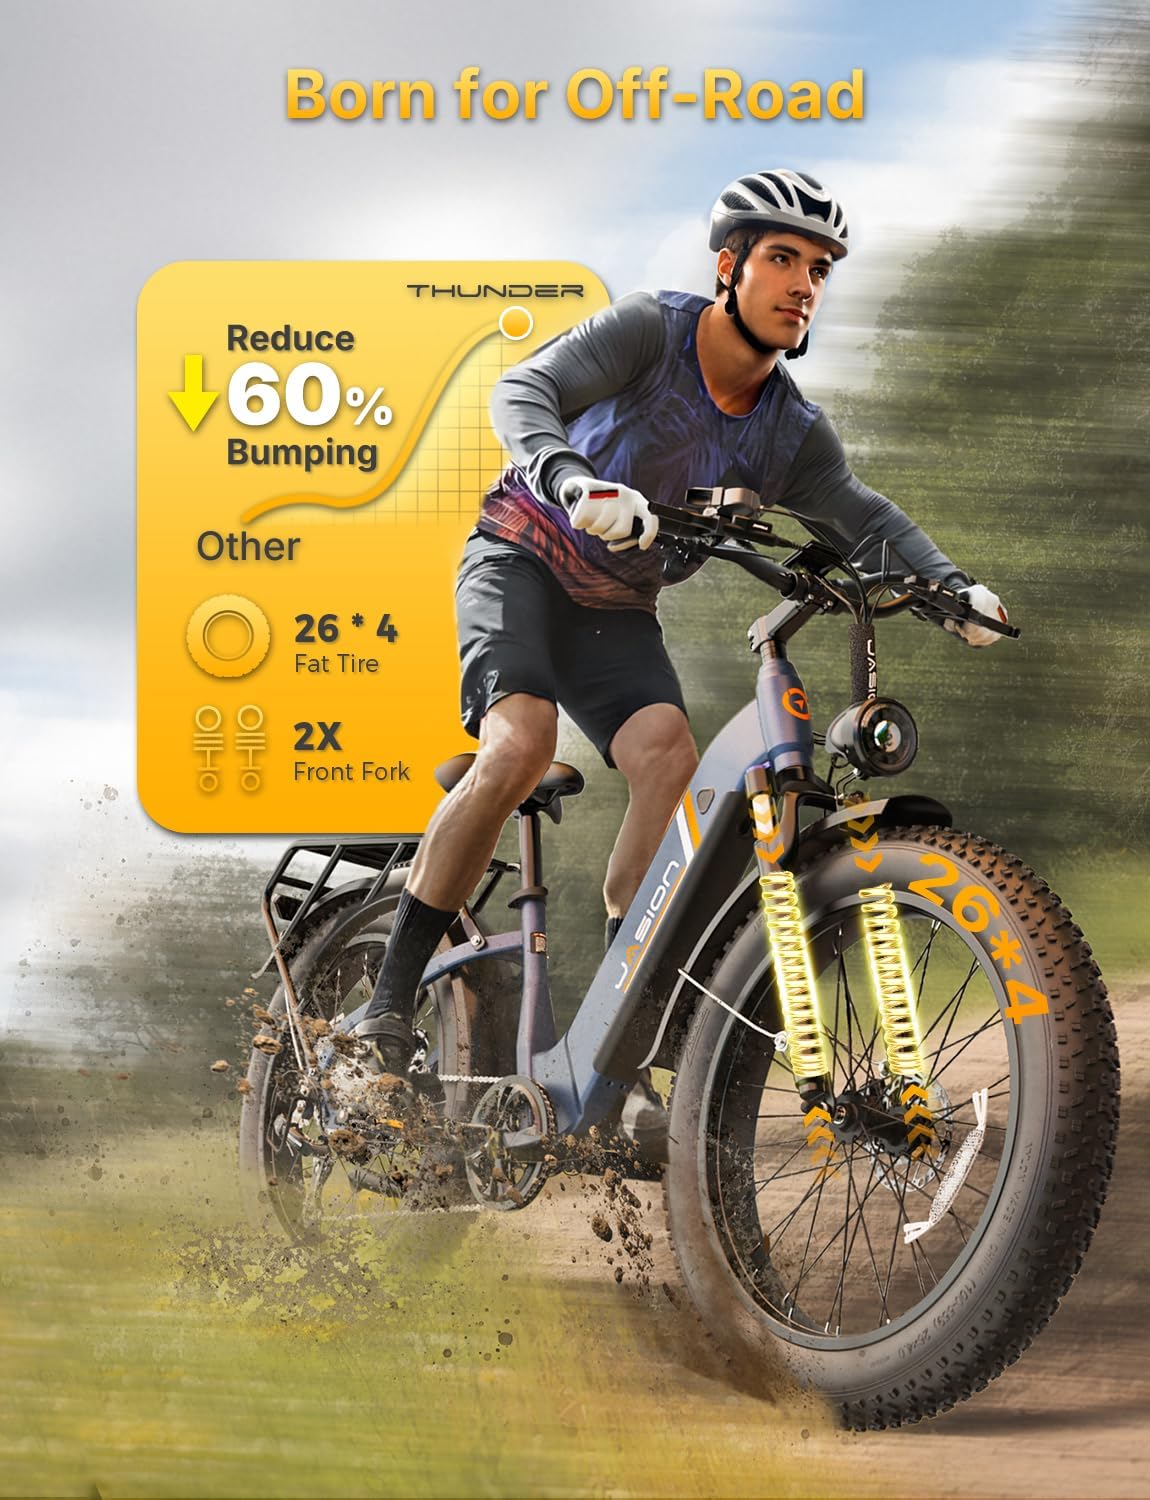 Born for Off-Road
THUNDER
Reduce
60%
Bumping
Other
26 * 4
Fat Tire
2X
Front Fork
JASION
JASION
26*4